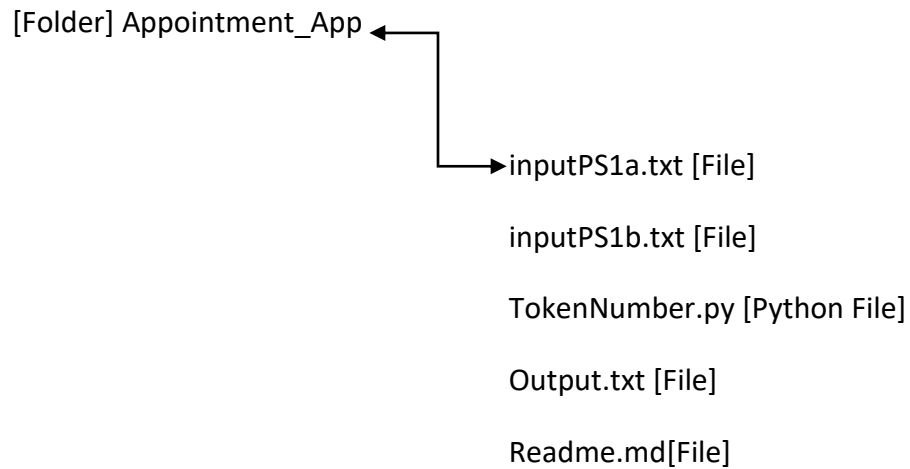 [Folder] Appointment_App
inputPS1a.txt [File]
inputPS1b.txt [File]
TokenNumber.py [Python File]
Output.txt [File]
Readme.md[File]